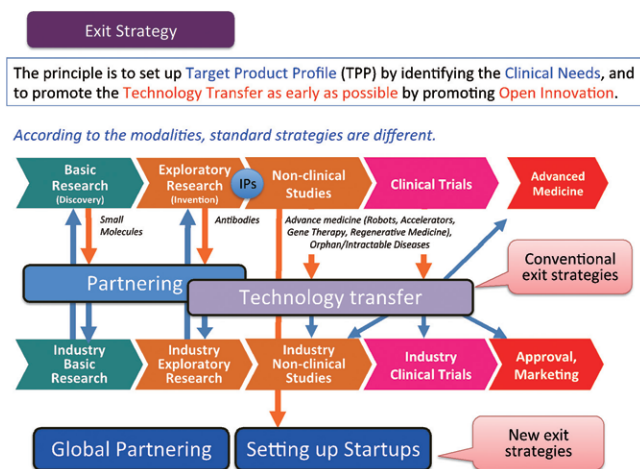 Exit Strategy
The principle is to set up Target Product Profile (TPP) by identifying the Clinical Needs, and
to promote the Technology Transfer as early as possible by promoting Open Innovation.
According to the modalities, standard strategies are different.
Basic
Research
(Discovery)
Exploratory
Research
(Invention)
IPs
Non-clinical
Studies
Clinical Trials
Advanced
Medicine
Small
Molecules
Antibodies
Advance medicine (Robots, Accelerators,
Gene Therapy, Regenerative Medicine),
Orphan/Intractable Diseases
Conventional
exit strategies
Partnering
Technology transfer
Industry
Basic
Research
Industry
Exploratory
Research
Industry
Non-clinical
Studies
Industry
Clinical Trials
Approval,
Marketing
Global Partnering
Setting up Startups
New exit
strategies